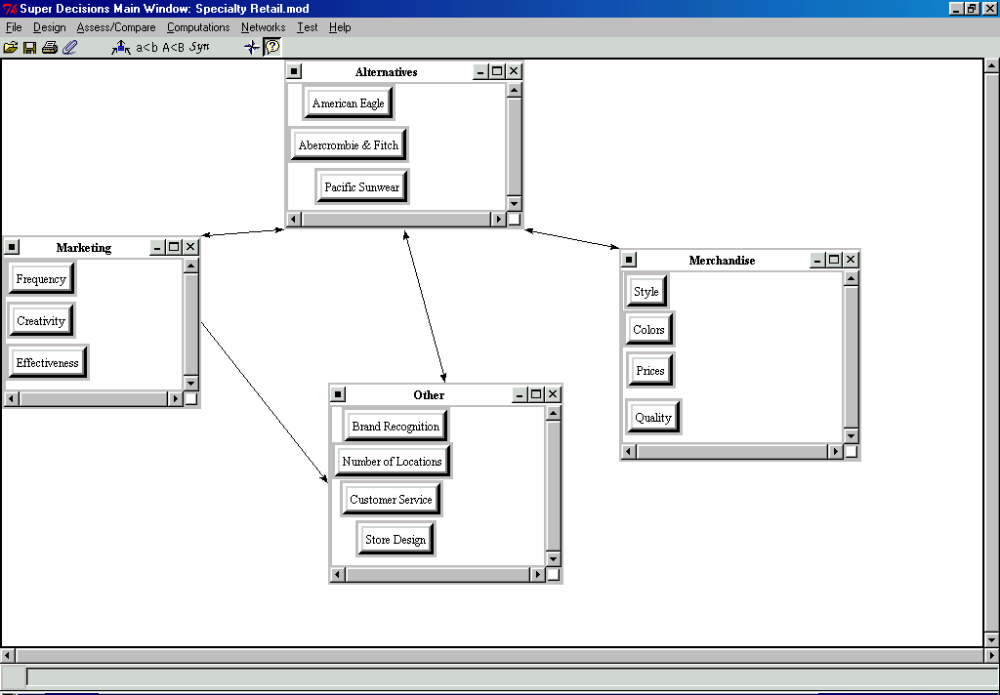 Super Decisions Main Window: Specialty Retail.mod
File Design Assess/Compare Computations Networks Test Help
a<b A<B Syn
Alternatives
American Eagle
Abercrombie & Fitch
Pacific Sunwear
Marketing
Frequency
Creativity
Effectiveness
Merchandise
Style
Colors
Prices
Quality
Other
Brand Recognition
Number of Locations
Customer Service
Store Design